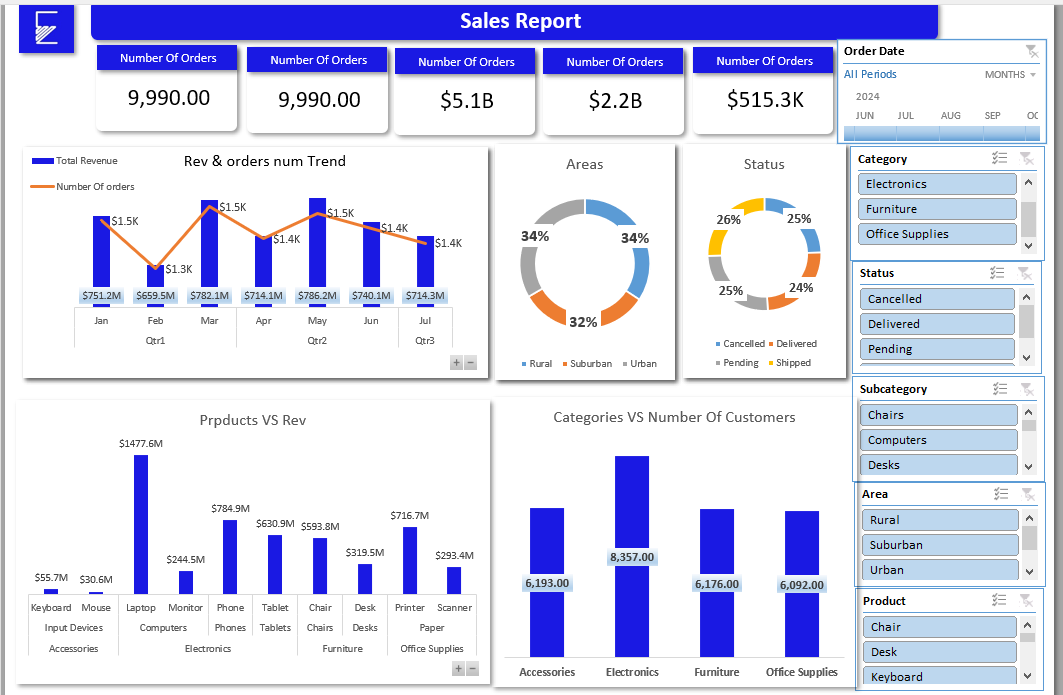 Sales Report
Number Of Orders
9,990.00
Number Of Orders
9,990.00
Number Of Orders
$5.1B
Number Of Orders
$2.2B
Number Of Orders
$515.3K
Order Date
All Periods
MONTHS
2024
JUN JUL AUG SEP OC
Rev & orders num Trend
Total Revenue
Number Of orders
$1.5K
$1.3K
$1.5K
$1.4K
$1.5K
$1.4K
$1.4K
$751.2M $659.5M $782.1M $714.1M $786.2M $740.1M $714.3M
Jan Feb Mar Apr May Jun Jul
Qtr1 Qtr2 Qtr3
+ −
Areas
34% 34%
32%
Rural Suburban Urban
Status
26% 25%
25% 24%
Cancelled Delivered
Pending Shipped
Category
Electronics
Furniture
Office Supplies
Status
Cancelled
Delivered
Pending
Prpducts VS Rev
$55.7M $30.6M $1477.6M $244.5M $784.9M $630.9M $593.8M $319.5M $716.7M $293.4M
Keyboard Mouse Laptop Monitor Phone Tablet Chair Desk Printer Scanner
Input Devices Computers Phones Tablets Chairs Desks Paper
Accessories Electronics Furniture Office Supplies
+ −
Categories VS Number Of Customers
6,193.00 8,357.00 6,176.00 6,092.00
Accessories Electronics Furniture Office Supplies
Subcategory
Chairs
Computers
Desks
Area
Rural
Suburban
Urban
Product
Chair
Desk
Keyboard